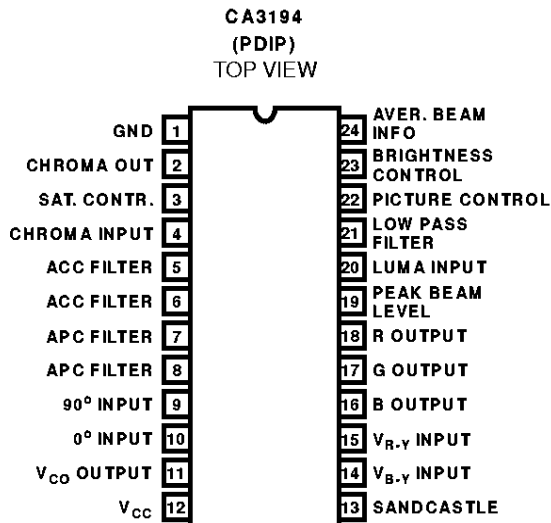 CA3194
(PDIP)
TOP VIEW
GND 1
CHROMA OUT 2
SAT. CONTR. 3
CHROMA INPUT 4
ACC FILTER 5
ACC FILTER 6
APC FILTER 7
APC FILTER 8
90° INPUT 9
0° INPUT 10
VCO OUTPUT 11
VCC 12
24 AVER. BEAM
INFO
23 BRIGHTNESS
CONTROL
22 PICTURE CONTROL
21 LOW PASS
FILTER
20 LUMA INPUT
19 PEAK BEAM
LEVEL
18 R OUTPUT
17 G OUTPUT
16 B OUTPUT
15 VR-Y INPUT
14 VB-Y INPUT
13 SANDCASTLE